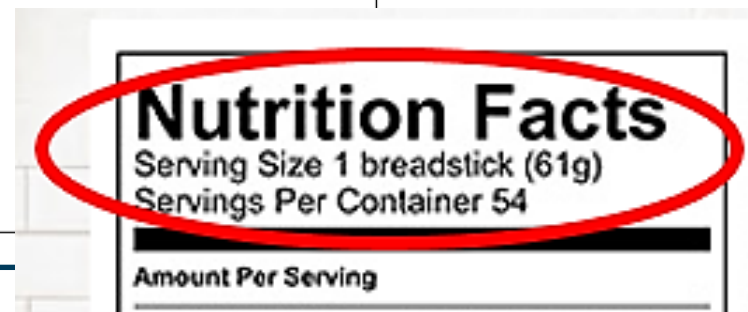 Nutrition Facts
Serving Size 1 breadstick (61g)
Servings Per Container 54
Amount Per Serving